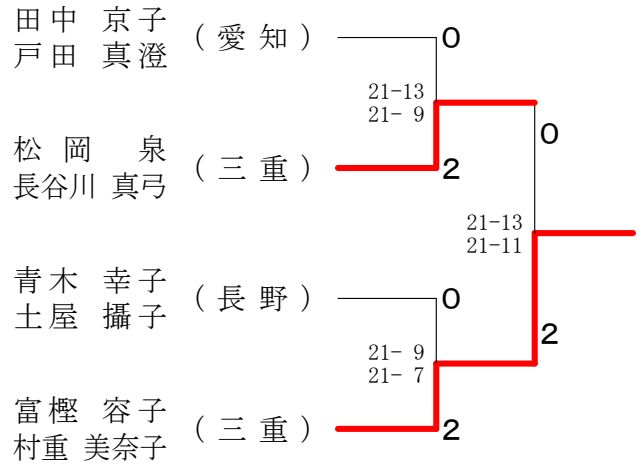 田中 京子
戸田 真澄
(愛知)
0
21-13
21- 9
松岡 泉
長谷川 真弓
(三重)
2
0
21-13
21-11
青木 幸子
土屋 攝子
(長野)
0
2
21- 9
21- 7
富樫 容子
村重 美奈子
(三重)
2